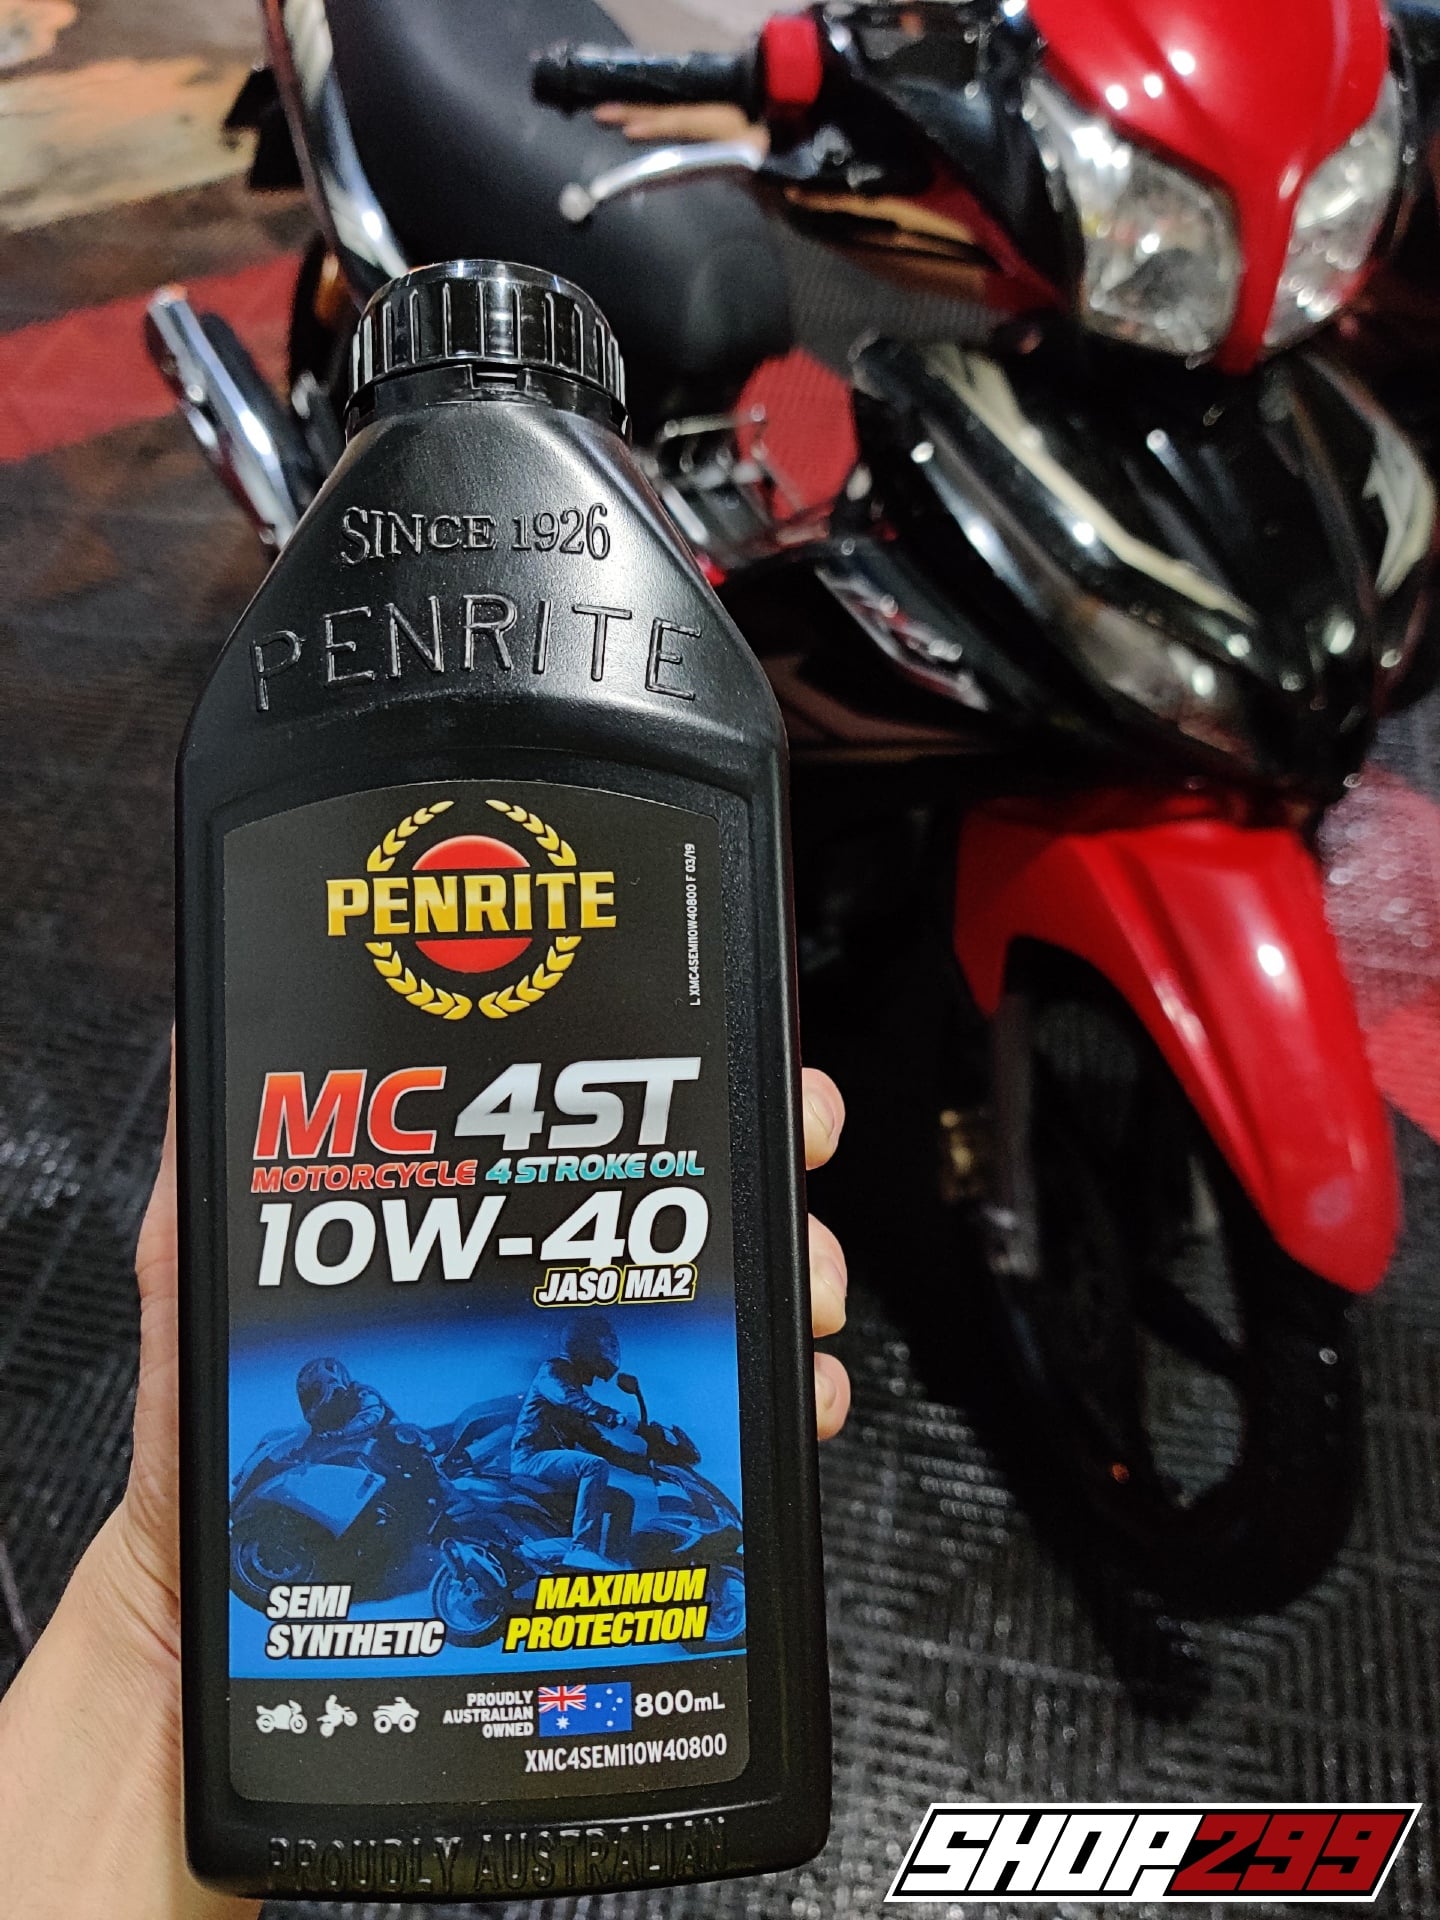 SINCE 1926
PENRITE
PENRITE
L XMC4SEMI10W40800 F 03/19
MC 4ST
MOTORCYCLE 4 STROKE OIL
10W-40
JASO MA2
SEMI
SYNTHETIC
MAXIMUM
PROTECTION
PROUDLY
AUSTRALIAN
OWNED
800mL
XMC4SEMI10W40800
PROUDLY AUSTRALIAN
SHOP299